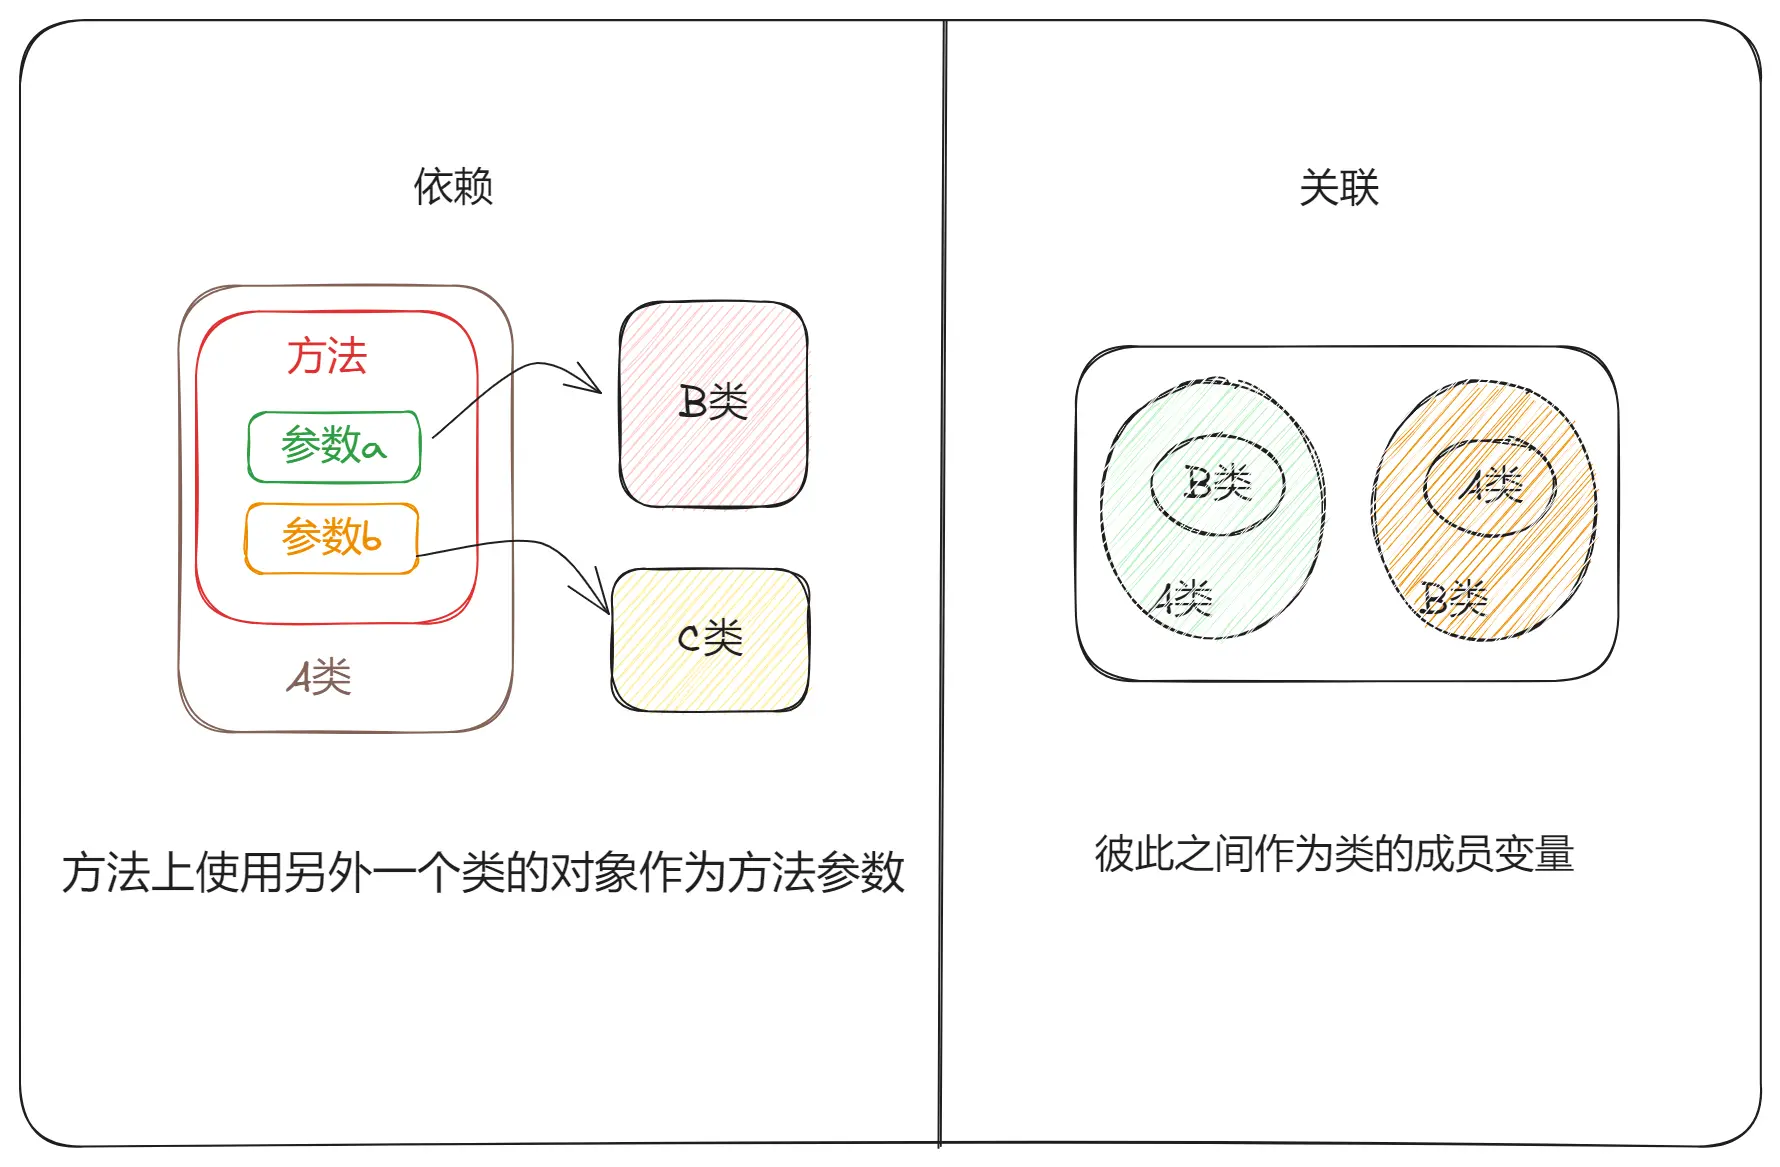 依赖
方法
参数a
参数b
A类
B类
C类
方法上使用另外一个类的对象作为方法参数
关联
B类
A类
A类
B类
彼此之间作为类的成员变量